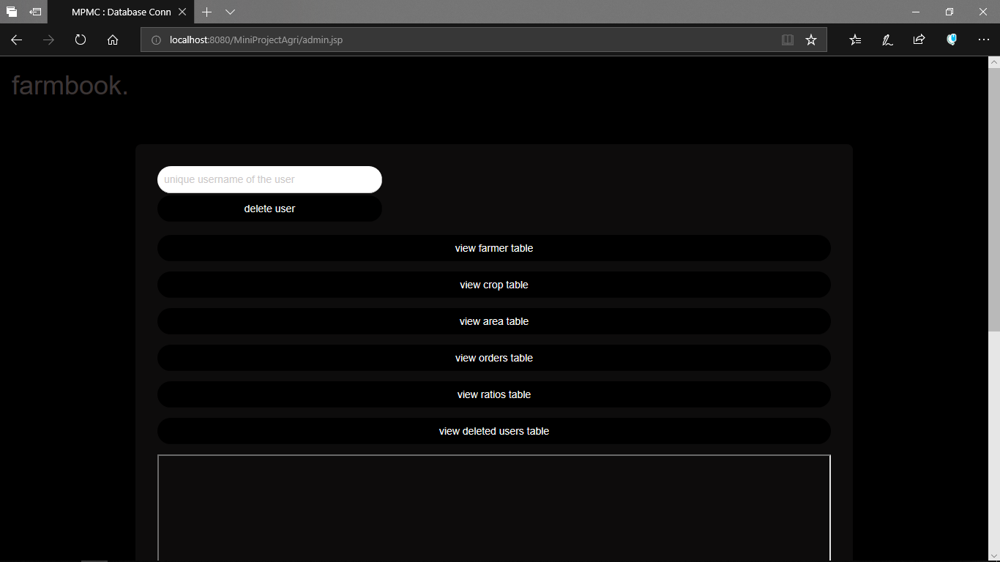 MPMC : Database Conn
localhost:8080/MiniProjectAgri/admin.jsp
farmbook.
unique username of the user
delete user
view farmer table
view crop table
view area table
view orders table
view ratios table
view deleted users table